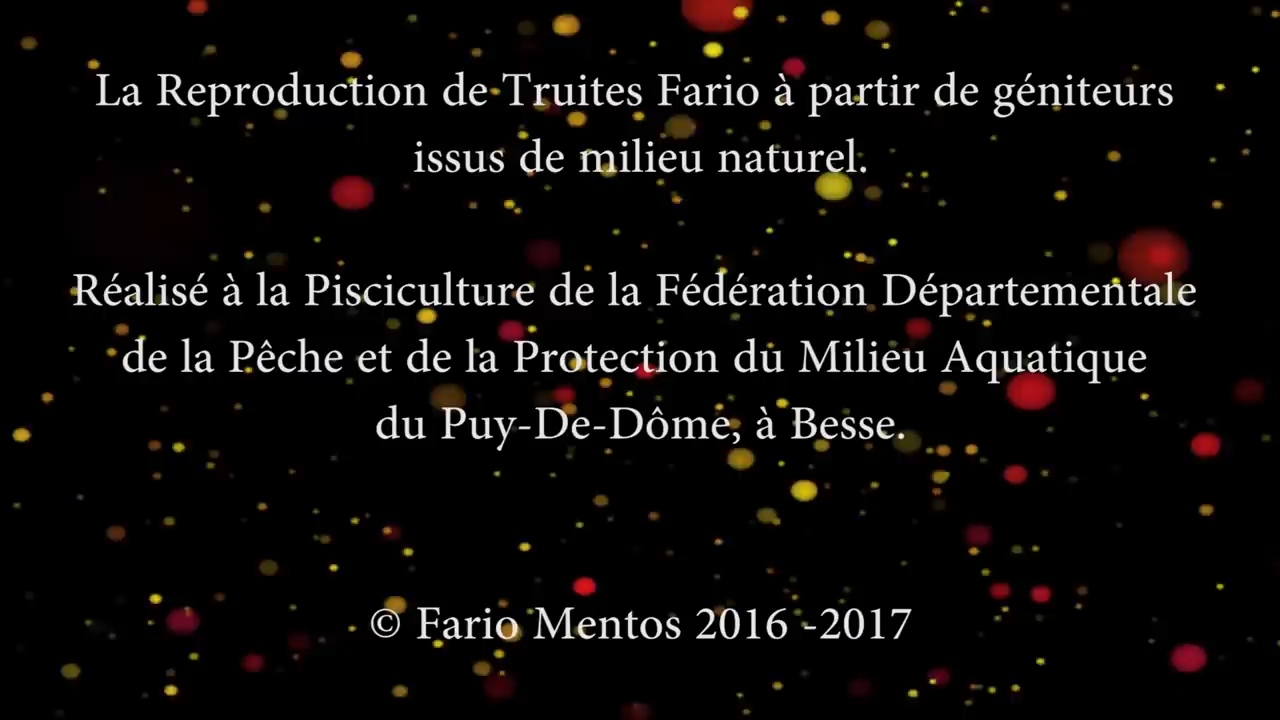 La Reproduction de Truites Fario à partir de géniteurs
issus de milieu naturel.
Réalisé à la Pisciculture de la Fédération Départementale
de la Pêche et de la Protection du Milieu Aquatique
du Puy-De-Dôme, à Besse.
© Fario Mentos 2016 -2017